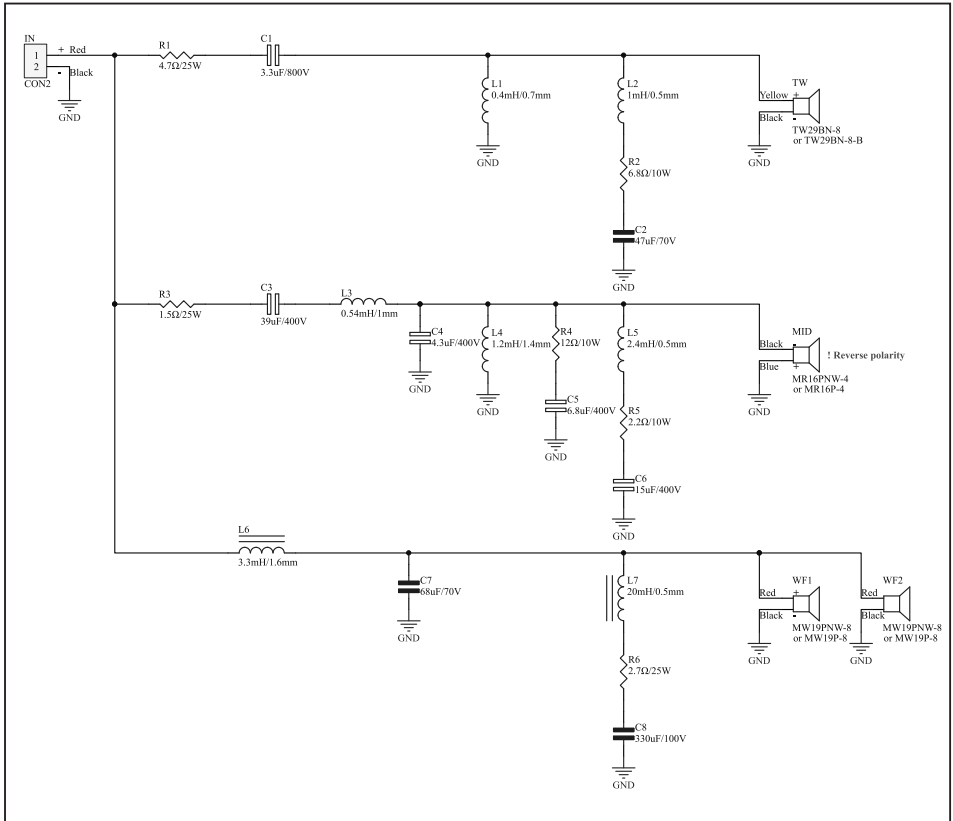 IN
1
2
CON2
+ Red
- Black
GND
R1
4.7Ω/25W
C1
3.3uF/800V
L1
0.4mH/0.7mm
GND
L2
1mH/0.5mm
R2
6.8Ω/10W
C2
47uF/70V
GND
TW
Yellow +
Black -
GND
TW29BN-8
or TW29BN-8-B
R3
1.5Ω/25W
C3
39uF/400V
L3
0.54mH/1mm
C4
4.3uF/400V
GND
L4
1.2mH/1.4mm
GND
R4
12Ω/10W
C5
6.8uF/400V
GND
L5
2.4mH/0.5mm
R5
2.2Ω/10W
C6
15uF/400V
GND
MID
Black -
Blue +
! Reverse polarity
GND
MR16PNW-4
or MR16P-4
L6
3.3mH/1.6mm
C7
68uF/70V
GND
L7
20mH/0.5mm
R6
2.7Ω/25W
C8
330uF/100V
GND
WF1
Red +
Black -
GND
MW19PNW-8
or MW19P-8
WF2
Red
Black
GND
MW19PNW-8
or MW19P-8